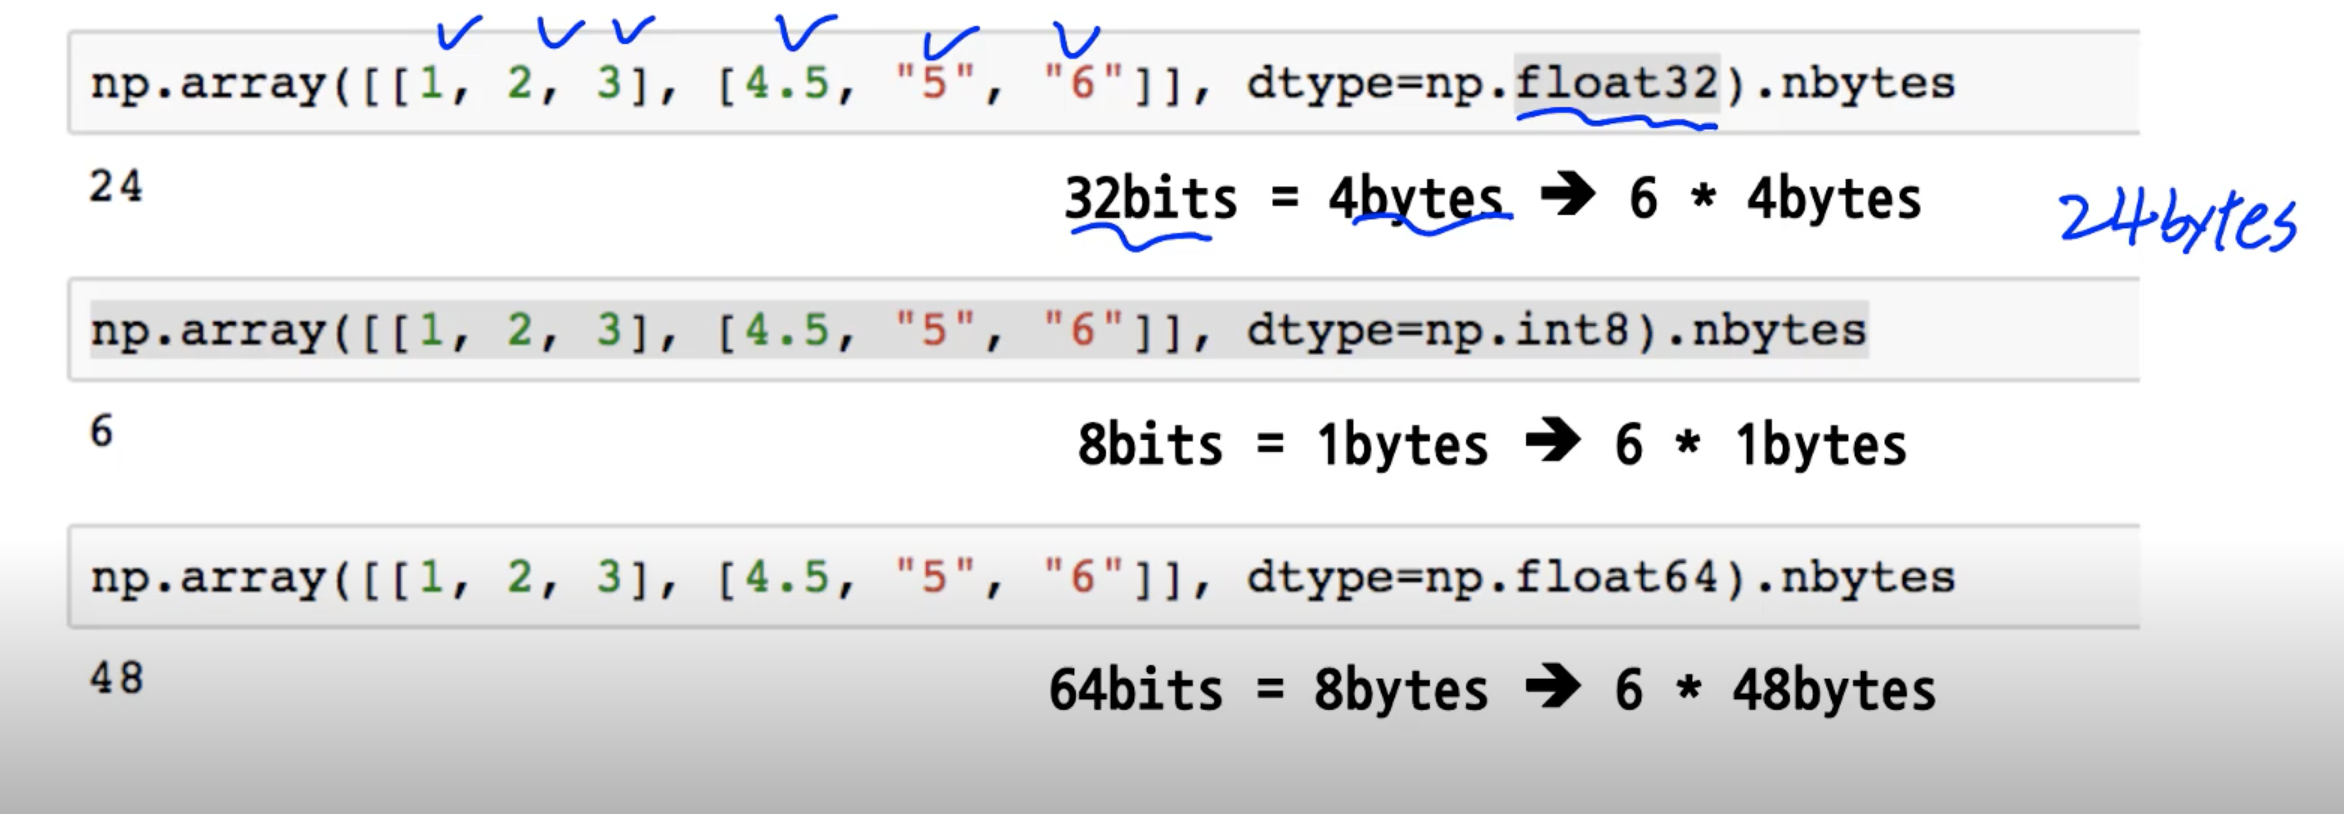 np.array([[1, 2, 3], [4.5, "5", "6"]], dtype=np.float32).nbytes
24
32bits = 4bytes ➔ 6 * 4bytes
24bytes
np.array([[1, 2, 3], [4.5, "5", "6"]], dtype=np.int8).nbytes
6
8bits = 1bytes ➔ 6 * 1bytes
np.array([[1, 2, 3], [4.5, "5", "6"]], dtype=np.float64).nbytes
48
64bits = 8bytes ➔ 6 * 48bytes